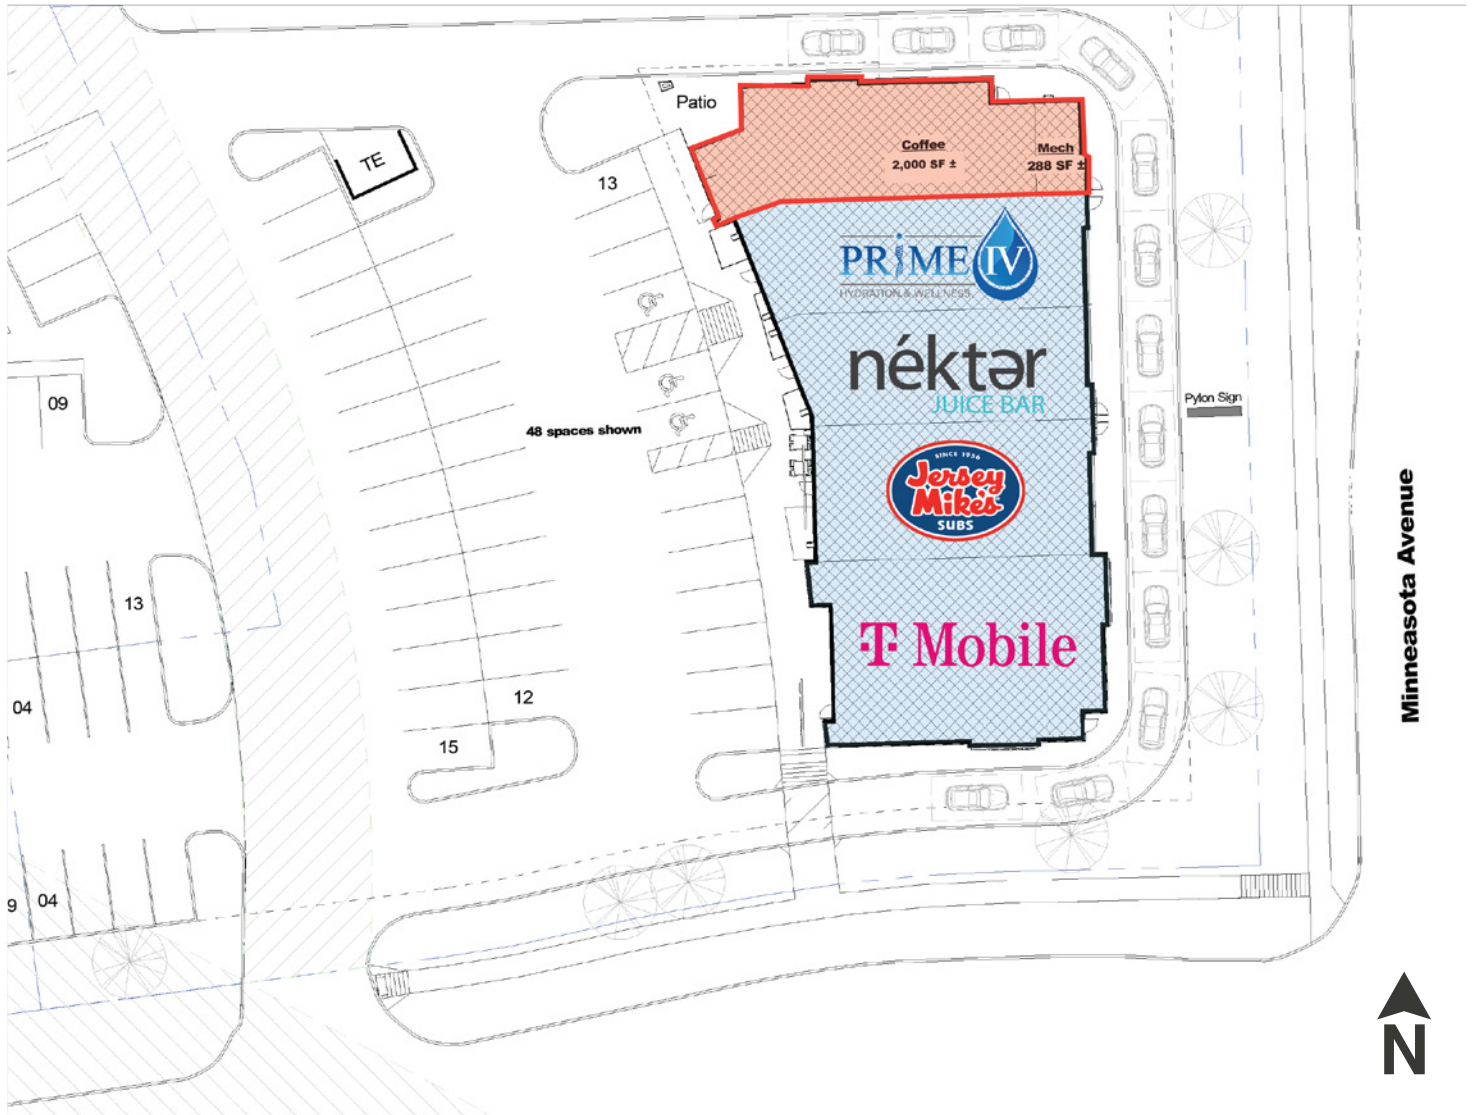 Patio
TE
13
Coffee
2,000 SF ±
Mech
288 SF ±
PRiME IV
HYDRATION & WELLNESS
09
48 spaces shown
néktər
JUICE BAR
Pylon Sign
SINCE 1956
Jersey
Mike's
SUBS
Minneasota Avenue
13
T Mobile
04
12
15
9
04
N